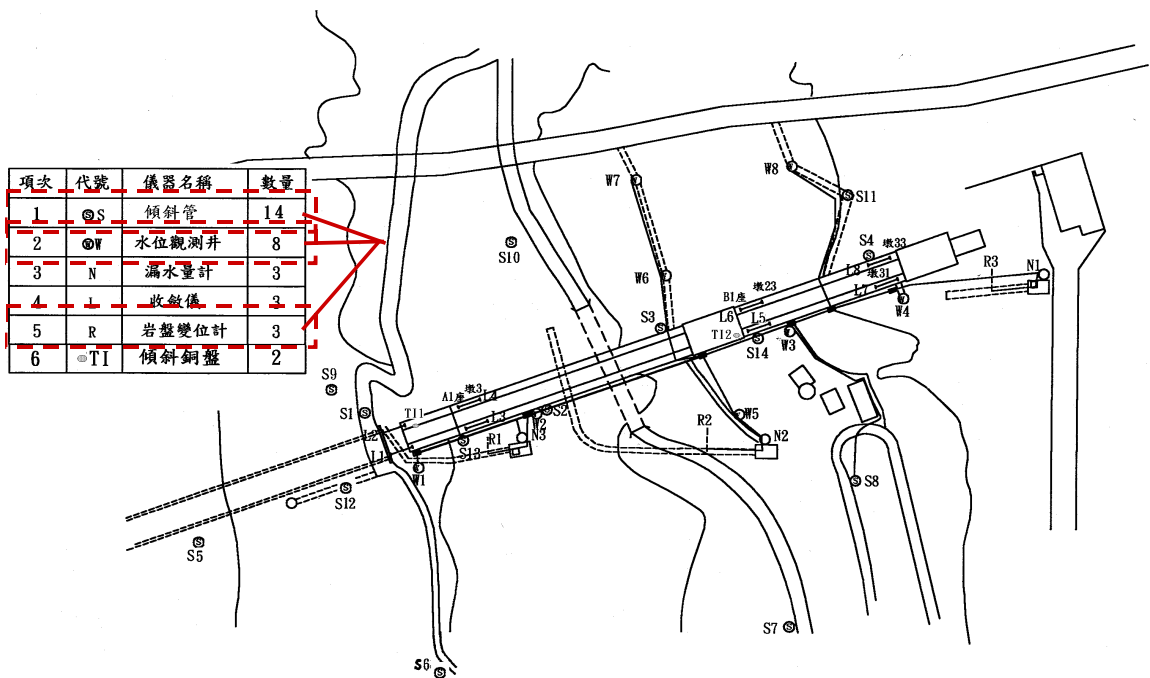 項次 代號 儀器名稱 數量
1 ⓈS 傾斜管 14
2 ⓌW 水位觀測井 8
3 N 漏水量計 3
4 L 收斂儀 3
5 R 岩盤變位計 3
6 TI 傾斜銅盤 2
W8
W7
S11
S10
S4
墩33
W6
L8
R3
N1
墩31
墩23
L7
B1座
W4
L6
L5
S3
TI2
W3
S14
S9
墩3
A1座
L4
S1
TI1
S2
W2
W5
L3
L2
R1
N3
R2
N2
S13
L1
W1
S8
S12
S5
S7
S6